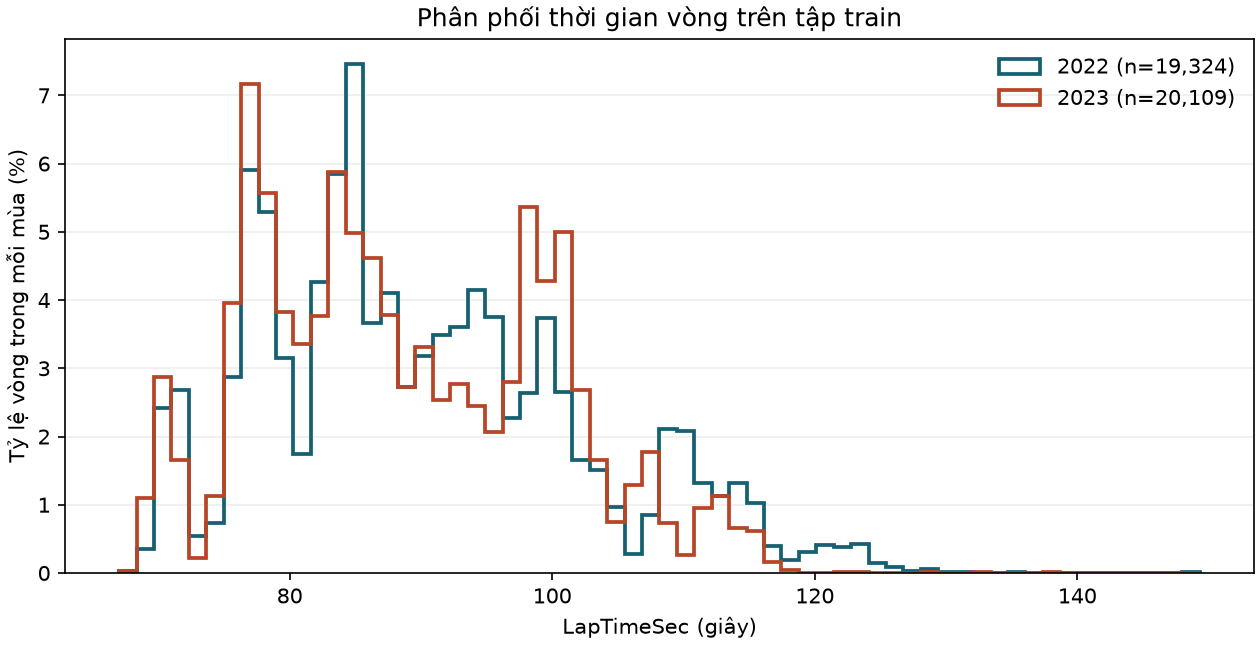 Phân phối thời gian vòng trên tập train
2022 (n=19,324)
2023 (n=20,109)
Tỷ lệ vòng trong mỗi mùa (%)
7
6
5
4
3
2
1
0
80
100
120
140
LapTimeSec (giây)